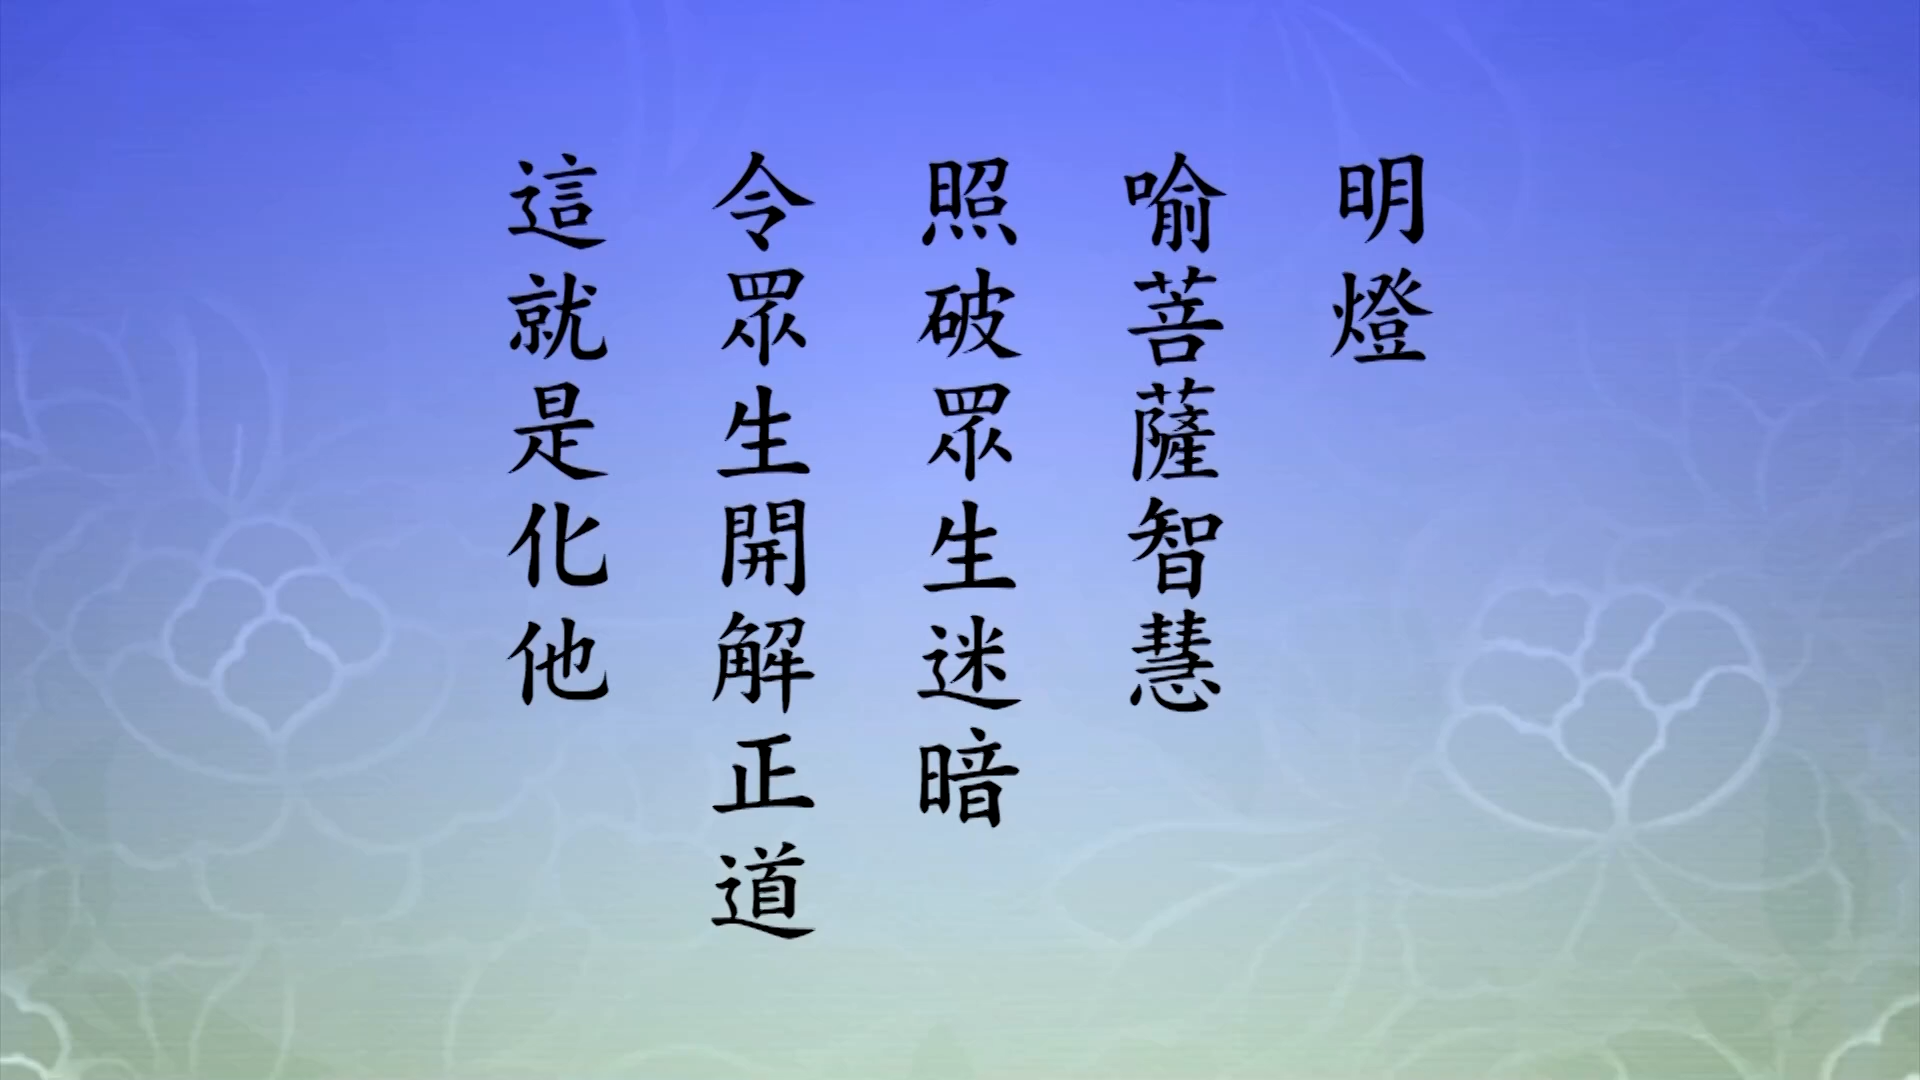 明燈
喻菩薩智慧
照破眾生迷暗
令眾生開解正道
這就是化他